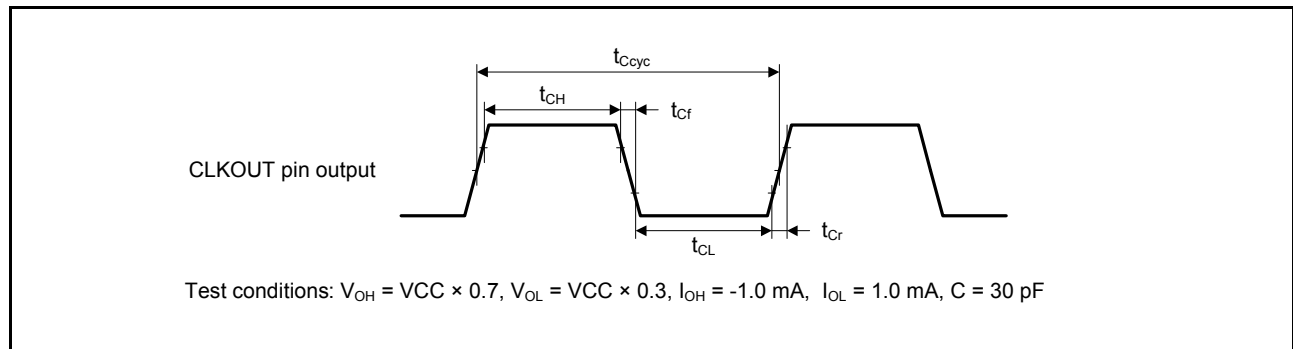 tCcyc
tCH
tCf
CLKOUT pin output
tCL
tCr
Test conditions: VOH = VCC × 0.7, VOL = VCC × 0.3, IOH = -1.0 mA, IOL = 1.0 mA, C = 30 pF